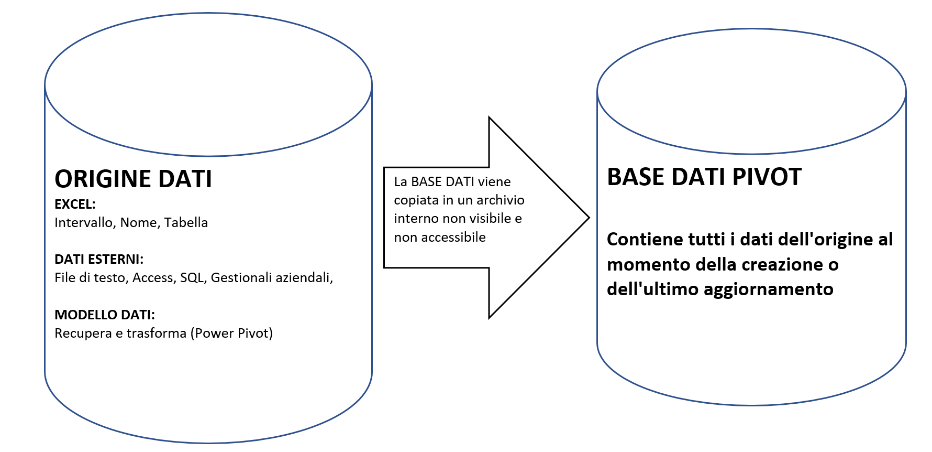 ORIGINE DATI
EXCEL:
Intervallo, Nome, Tabella
DATI ESTERNI:
File di testo, Access, SQL, Gestionali aziendali,
MODELLO DATI:
Recupera e trasforma (Power Pivot)
La BASE DATI viene
copiata in un archivio
interno non visibile e
non accessibile
BASE DATI PIVOT
Contiene tutti i dati dell'origine al
momento della creazione o
dell'ultimo aggiornamento